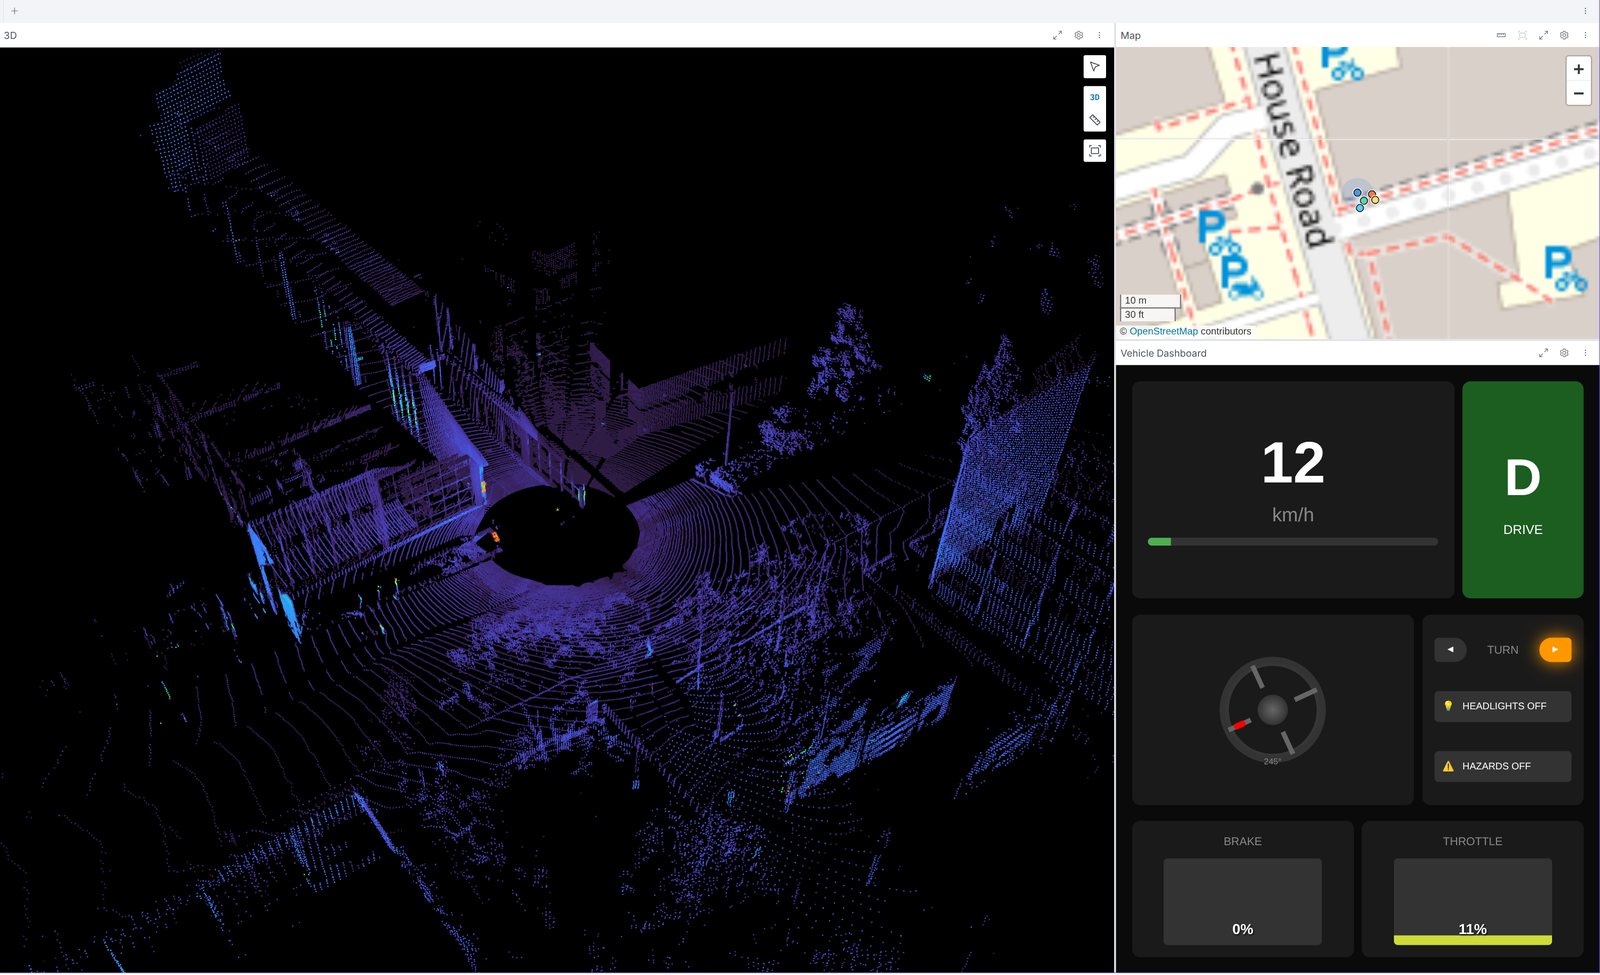 3D
3D
Map
House Road
P
P
P
P
+
−
10 m
30 ft
© OpenStreetMap contributors
Vehicle Dashboard
12
km/h
D
DRIVE
245°
TURN
HEADLIGHTS OFF
HAZARDS OFF
BRAKE
0%
THROTTLE
11%